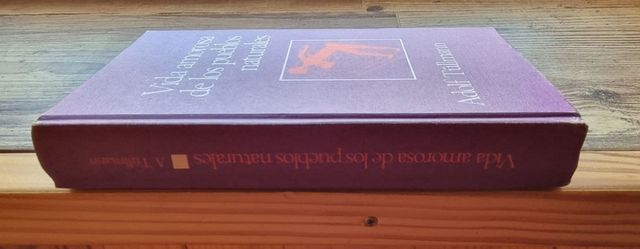 Vida amorosa
de los pueblos
naturales
Adolf Tüllmann
Vida amorosa de los pueblos naturales ■ A. Tüllmann